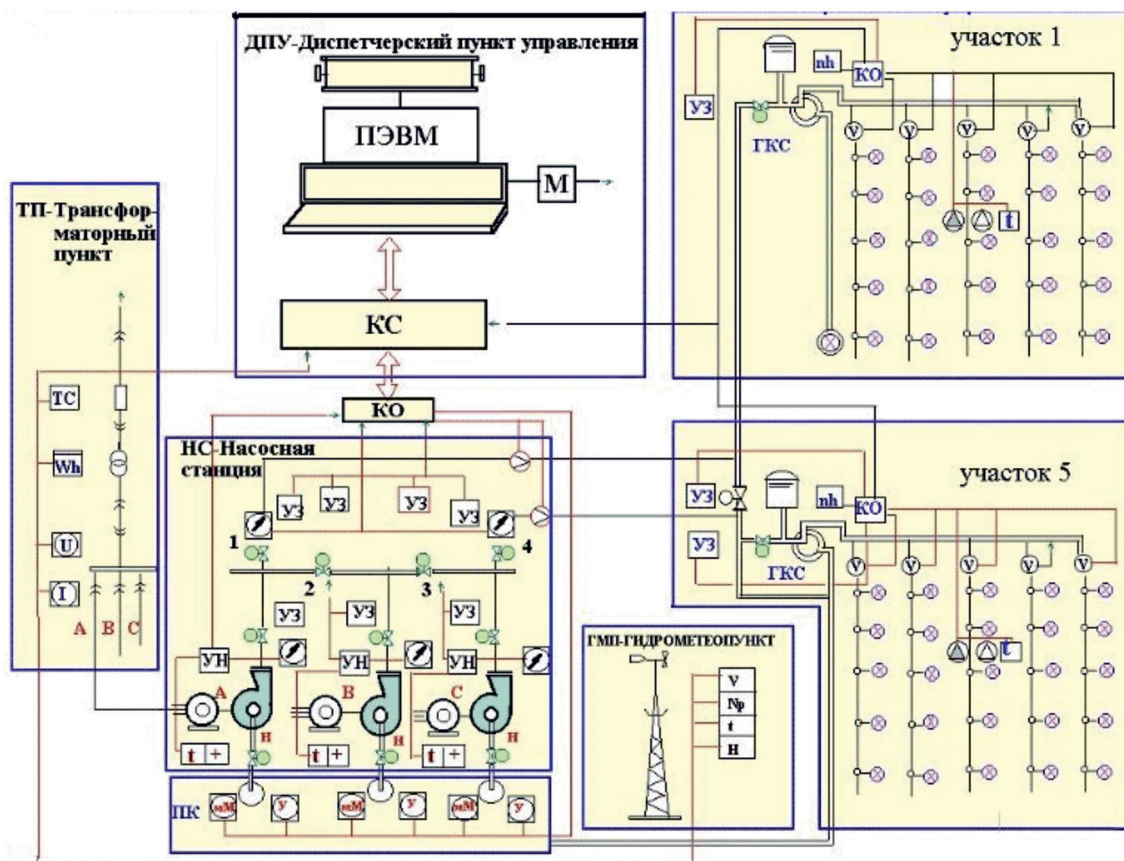 ДПУ-Диспетчерский пункт управления
ПЭВМ
М
КС
КО
ТП-Трансфор-
маторный
пункт
ТС
Wh
U
I
А В С
НС-Насосная
станция
УЗ
УЗ
УЗ
УЗ
1
4
2
3
УЗ
УЗ
УЗ
УН
УН
УН
А
В
С
Н
Н
Н
t +
t +
t +
ПК
мМ
У
мМ
У
мМ
У
участок 1
nh
КО
УЗ
ГКС
V V V V V
t
участок 5
УЗ
nh
КО
УЗ
ГКС
V V V V V
t
ГМП-ГИДРОМЕТЕОПУНКТ
V
Np
t
H